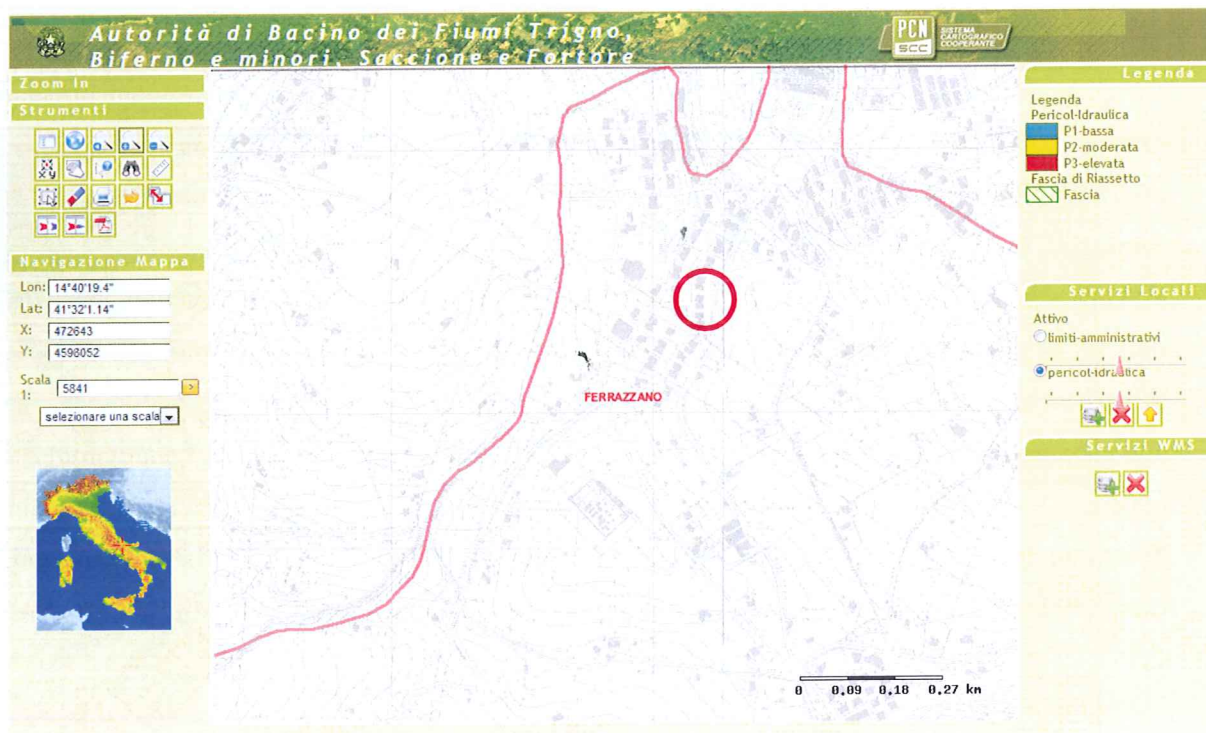 Autorità di Bacino dei Fiumi Trigno,
Biferno e minori, Saccione e Fortore
PCN
SCC
SISTEMA
CARTOGRAFICO
COOPERANTE
Zoom In
Strumenti
Navigazione Mappa
Lon: 14°40'19.4"
Lat: 41°32'1.14"
X: 472643
Y: 4598052
Scala
1: 5841
selezionare una scala
FERRAZZANO
0 0.09 0.18 0.27 km
Legenda
Legenda
Pericol-Idraulica
P1-bassa
P2-moderata
P3-elevata
Fascia di Riassetto
Fascia
Servizi Locali
Attivo
limiti-amministrativi
pericol-idraulica
Servizi WMS